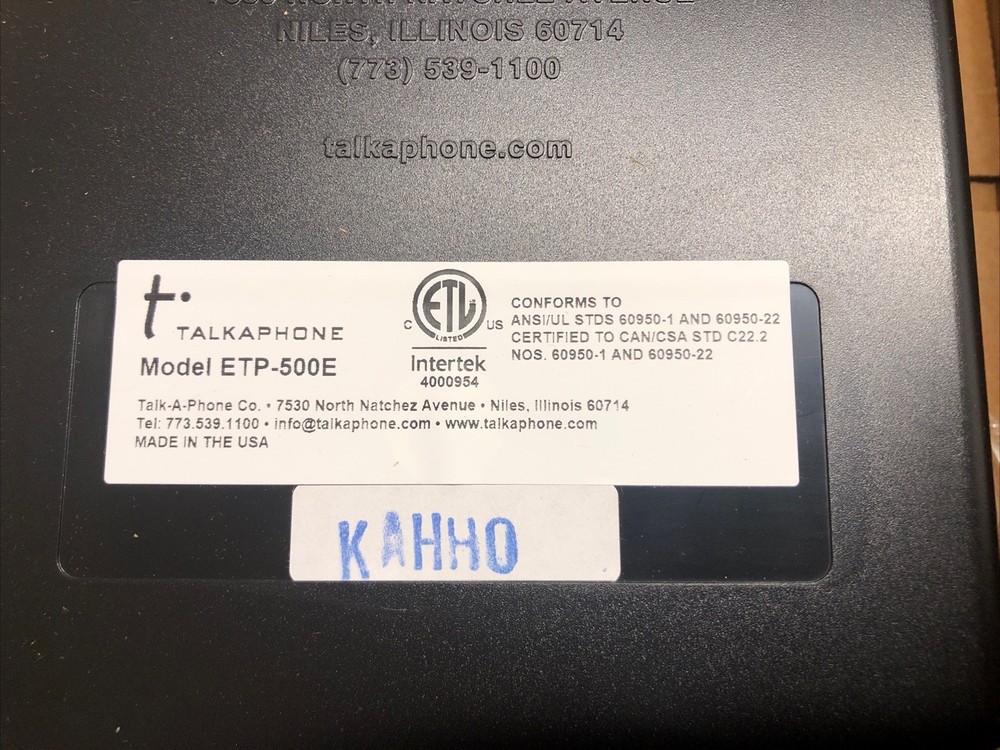 NILES, ILLINOIS 60714
(773) 539-1100
talkaphone.com
t.
TALKAPHONE
Model ETP-500E
C ETL US
LISTED
Intertek
4000954
CONFORMS TO
ANSI/UL STDS 60950-1 AND 60950-22
CERTIFIED TO CAN/CSA STD C22.2
NOS. 60950-1 AND 60950-22
Talk-A-Phone Co. • 7530 North Natchez Avenue • Niles, Illinois 60714
Tel: 773.539.1100 • info@talkaphone.com • www.talkaphone.com
MADE IN THE USA
KAHHO